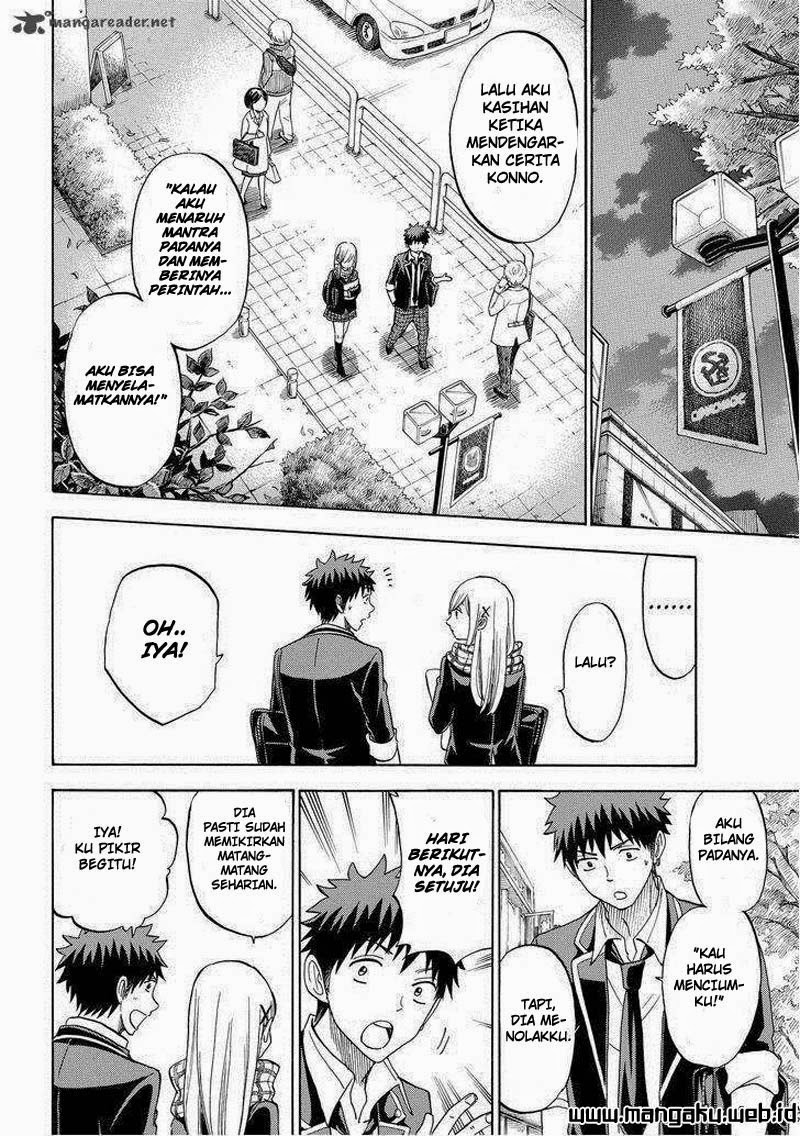 mangareader.net
LALU AKU
KASIHAN
KETIKA
MENDENGAR-
KAN CERITA
KONNO.
"KALAU
AKU
MENARUH
MANTRA
PADANYA
DAN MEM-
BERINYA
PERINTAH...
AKU BISA
MENYELA-
MATKANNYA!"
.......
LALU?
OH..
IYA!
AKU
BILANG
PADANYA.
"KAU
HARUS
MENCIUM-
KU!"
TAPI,
DIA ME-
NOLAKKU.
HARI
BERIKUT-
NYA, DIA
SETUJU!
DIA
PASTI SUDAH
MEMIKIRKAN
MATANG-
MATANG
SEHARIAN.
IYA!
KU PIKIR
BEGITU!
www.mangaku.web.id